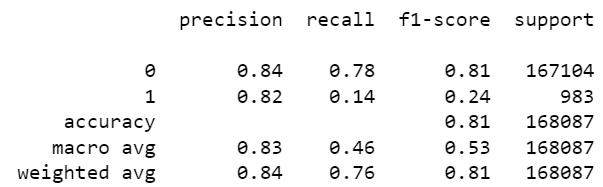 precision recall f1-score support
0 0.84 0.78 0.81 167104
1 0.82 0.14 0.24 983
accuracy 0.81 168087
macro avg 0.83 0.46 0.53 168087
weighted avg 0.84 0.76 0.81 168087